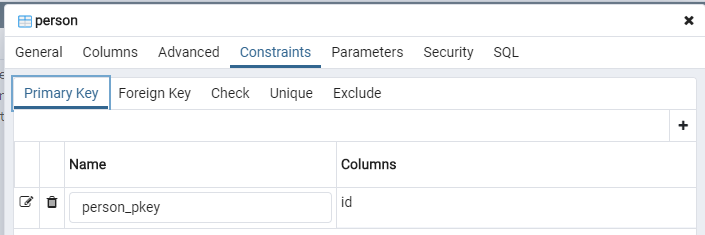 person
General Columns Advanced Constraints Parameters Security SQL
Primary Key Foreign Key Check Unique Exclude
Name Columns
person_pkey id